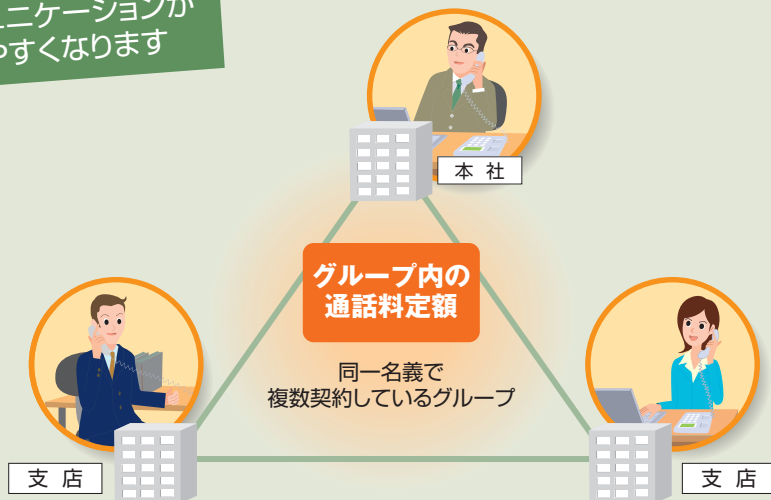 ュニケーションが
やすくなります
本社
グループ内の
通話料定額
同一名義で
複数契約しているグループ
支店
支店